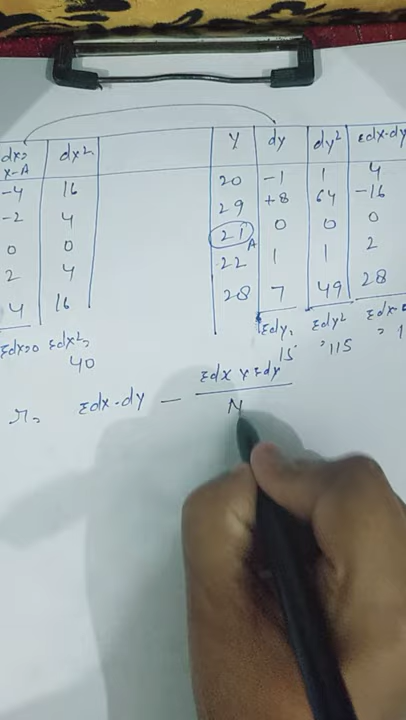 dx= dx² Y dy dy² Σdx-dy
x-A
-4 16 20 -1 1 4
-2 4 29 +8 64 -16
0 0 21 A 0 0 0
2 4 22 1 1 2
4 16 28 7 49 28
Σdx=0 Σdx²= Σdy, Σdy² Σdx-
40 15 =115 = 1
Σdx × Σdy
r= Σdx-dy —
N